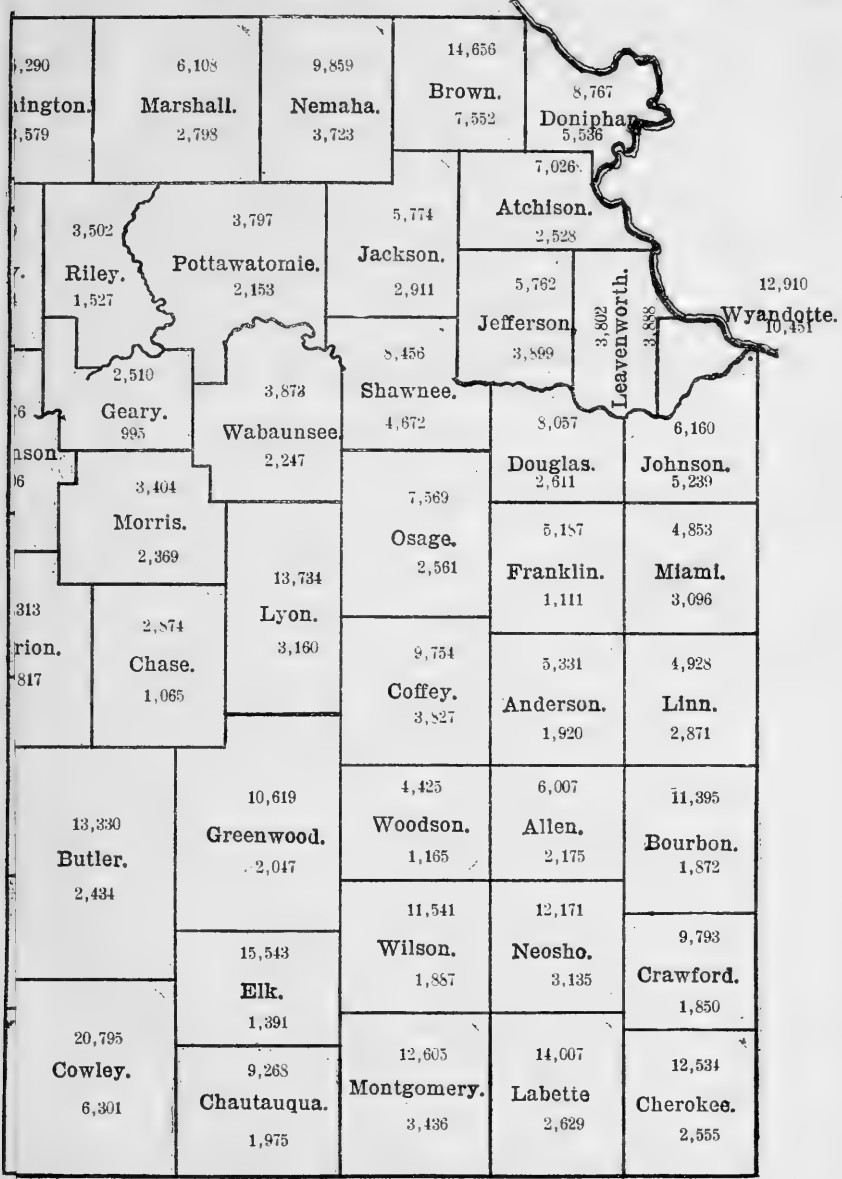 ,290
ington.
,579
6,108
Marshall.
2,798
9,859
Nemaha.
3,723
14,656
Brown.
7,552
8,767
Doniphan
5,536
7,026
Atchison.
2,528
3,502
Riley.
1,527
3,797
Pottawatomie.
2,153
5,774
Jackson.
2,911
5,762
Jefferson
3,899
3,802
Leavenworth.
3,888
12,910
Wyandotte.
10,451
2,510
Geary.
995
3,873
Wabaunsee
2,247
8,456
Shawnee.
4,672
8,057
Douglas.
2,611
6,160
Johnson.
5,239
nson.
06
3,404
Morris.
2,369
13,734
Lyon.
3,160
7,569
Osage.
2,561
5,187
Franklin.
1,111
4,853
Miami.
3,096
313
rion.
817
2,874
Chase.
1,065
9,754
Coffey.
3,827
5,331
Anderson.
1,920
4,928
Linn.
2,871
13,330
Butler.
2,434
10,619
Greenwood.
2,047
4,425
Woodson.
1,165
6,007
Allen.
2,175
11,395
Bourbon.
1,872
11,541
Wilson.
1,887
12,171
Neosho.
3,135
9,793
Crawford.
1,850
15,543
Elk.
1,391
20,795
Cowley.
6,301
9,268
Chautauqua.
1,975
12,605
Montgomery.
3,436
14,007
Labette
2,629
12,534
Cherokee.
2,555